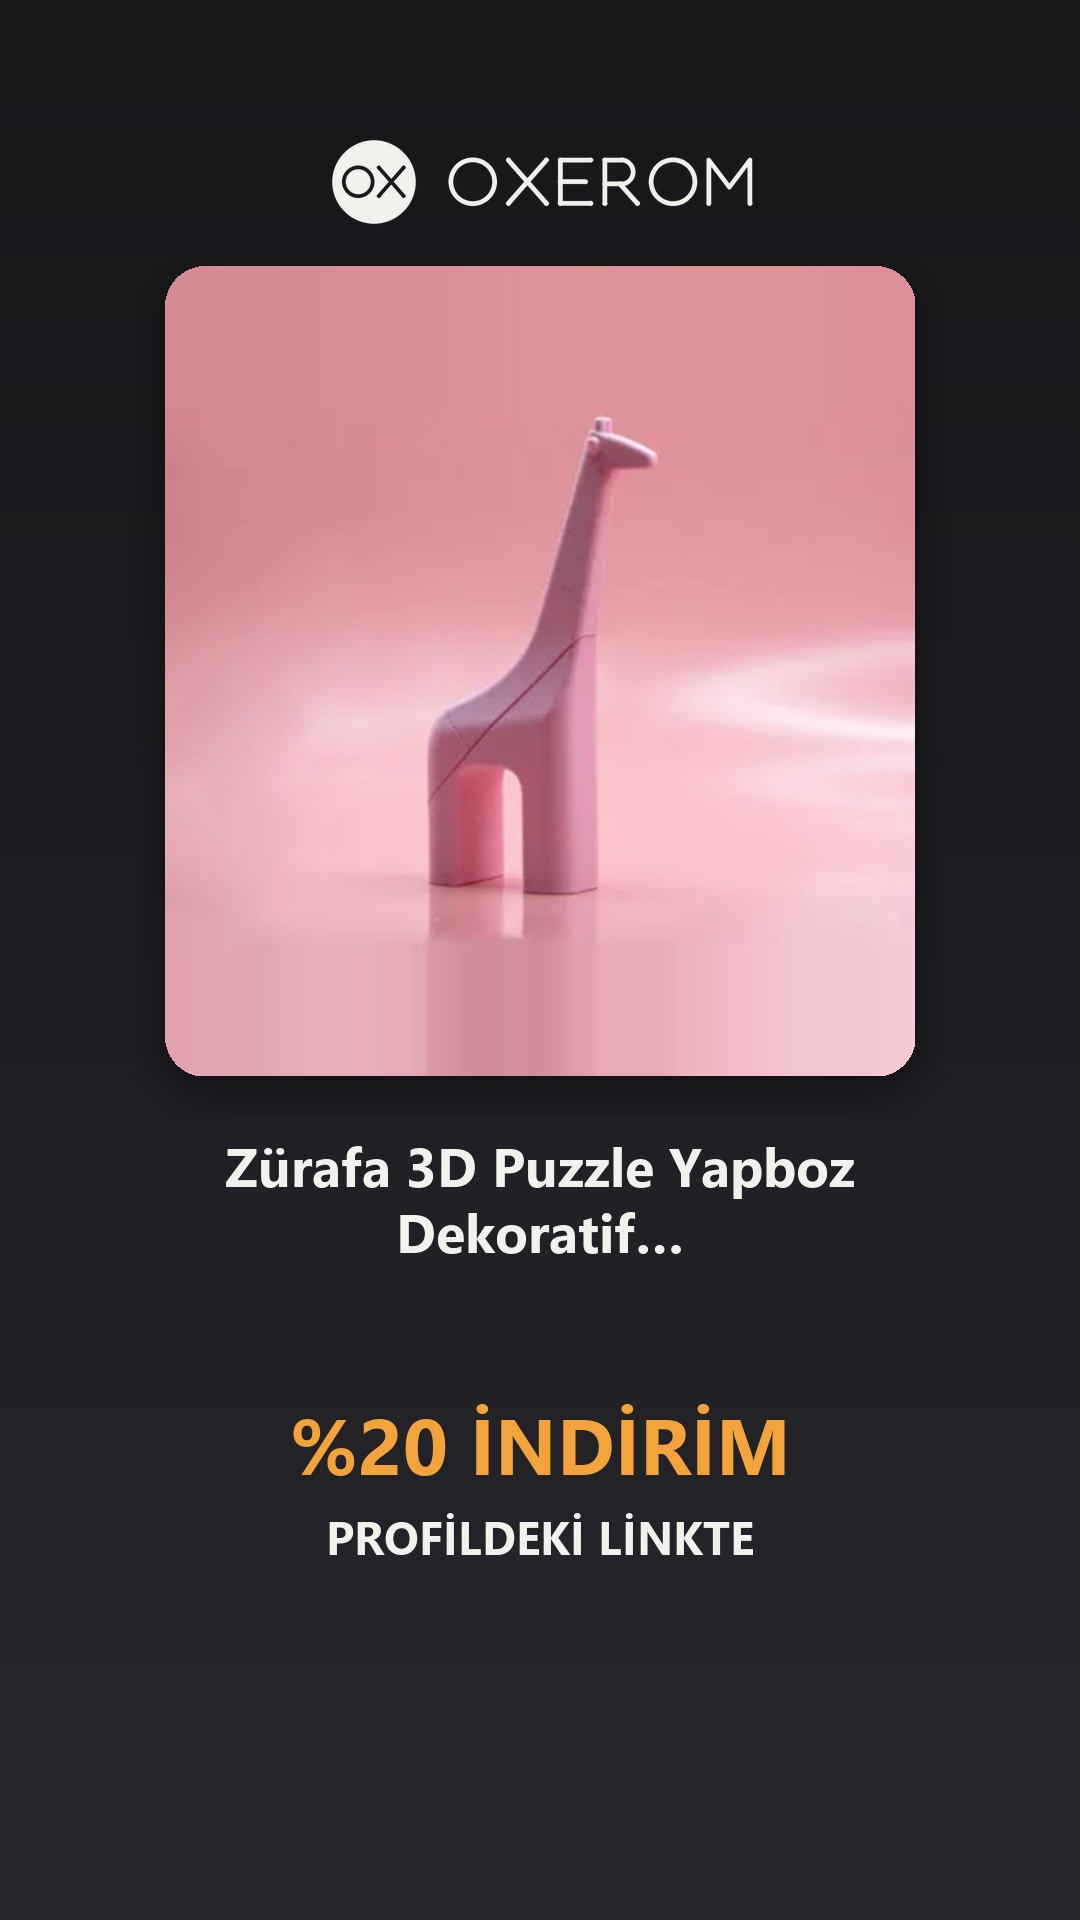 OX OXEROM
Zürafa 3D Puzzle Yapboz
Dekoratif...
%20 İNDİRİM
PROFİLDEKİ LİNKTE